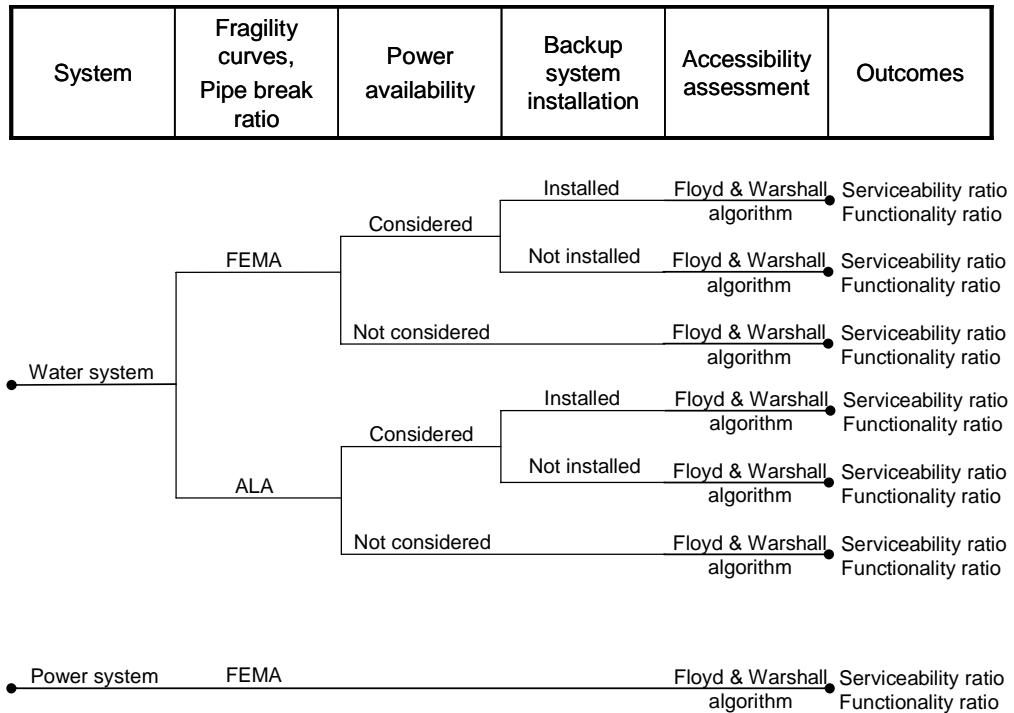 System
Fragility
curves,
Pipe break
ratio
Power
availability
Backup
system
installation
Accessibility
assessment
Outcomes
Installed
Floyd & Warshall
algorithm
Serviceability ratio
Functionality ratio
Considered
FEMA
Not installed
Floyd & Warshall
algorithm
Serviceability ratio
Functionality ratio
Not considered
Floyd & Warshall
algorithm
Serviceability ratio
Functionality ratio
Water system
Installed
Floyd & Warshall
algorithm
Serviceability ratio
Functionality ratio
Considered
Not installed
Floyd & Warshall
algorithm
Serviceability ratio
Functionality ratio
ALA
Not considered
Floyd & Warshall
algorithm
Serviceability ratio
Functionality ratio
Power system
FEMA
Floyd & Warshall
algorithm
Serviceability ratio
Functionality ratio